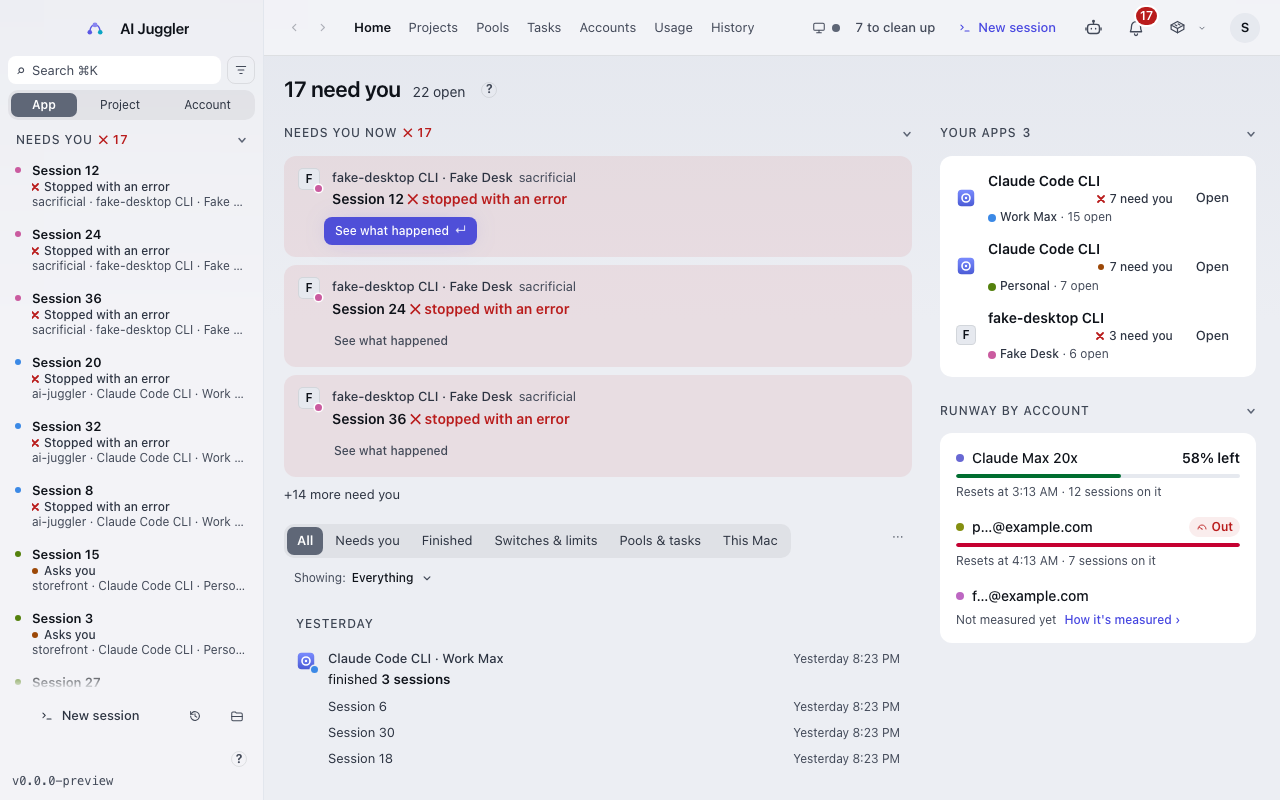 AI Juggler
Search ⌘K
App
Project
Account
NEEDS YOU 17
Session 12
Stopped with an error
sacrificial · fake-desktop CLI · Fake ...
Session 24
Stopped with an error
sacrificial · fake-desktop CLI · Fake ...
Session 36
Stopped with an error
sacrificial · fake-desktop CLI · Fake ...
Session 20
Stopped with an error
ai-juggler · Claude Code CLI · Work ...
Session 32
Stopped with an error
ai-juggler · Claude Code CLI · Work ...
Session 8
Stopped with an error
ai-juggler · Claude Code CLI · Work ...
Session 15
Asks you
storefront · Claude Code CLI · Perso...
Session 3
Asks you
storefront · Claude Code CLI · Perso...
Session 27
New session
?
v0.0.0-preview
Home
Projects
Pools
Tasks
Accounts
Usage
History
7 to clean up
New session
17
S
17 need you 22 open ?
NEEDS YOU NOW 17
F
fake-desktop CLI · Fake Desk sacrificial
Session 12 stopped with an error
See what happened
F
fake-desktop CLI · Fake Desk sacrificial
Session 24 stopped with an error
See what happened
F
fake-desktop CLI · Fake Desk sacrificial
Session 36 stopped with an error
See what happened
+14 more need you
All
Needs you
Finished
Switches & limits
Pools & tasks
This Mac
...
Showing: Everything
YESTERDAY
Claude Code CLI · Work Max Yesterday 8:23 PM
finished 3 sessions
Session 6 Yesterday 8:23 PM
Session 30 Yesterday 8:23 PM
Session 18 Yesterday 8:23 PM
YOUR APPS 3
Claude Code CLI
7 need you
Open
Work Max · 15 open
Claude Code CLI
7 need you
Open
Personal · 7 open
F
fake-desktop CLI
3 need you
Open
Fake Desk · 6 open
RUNWAY BY ACCOUNT
Claude Max 20x 58% left
Resets at 3:13 AM · 12 sessions on it
p...@example.com Out
Resets at 4:13 AM · 7 sessions on it
f...@example.com
Not measured yet How it's measured ›